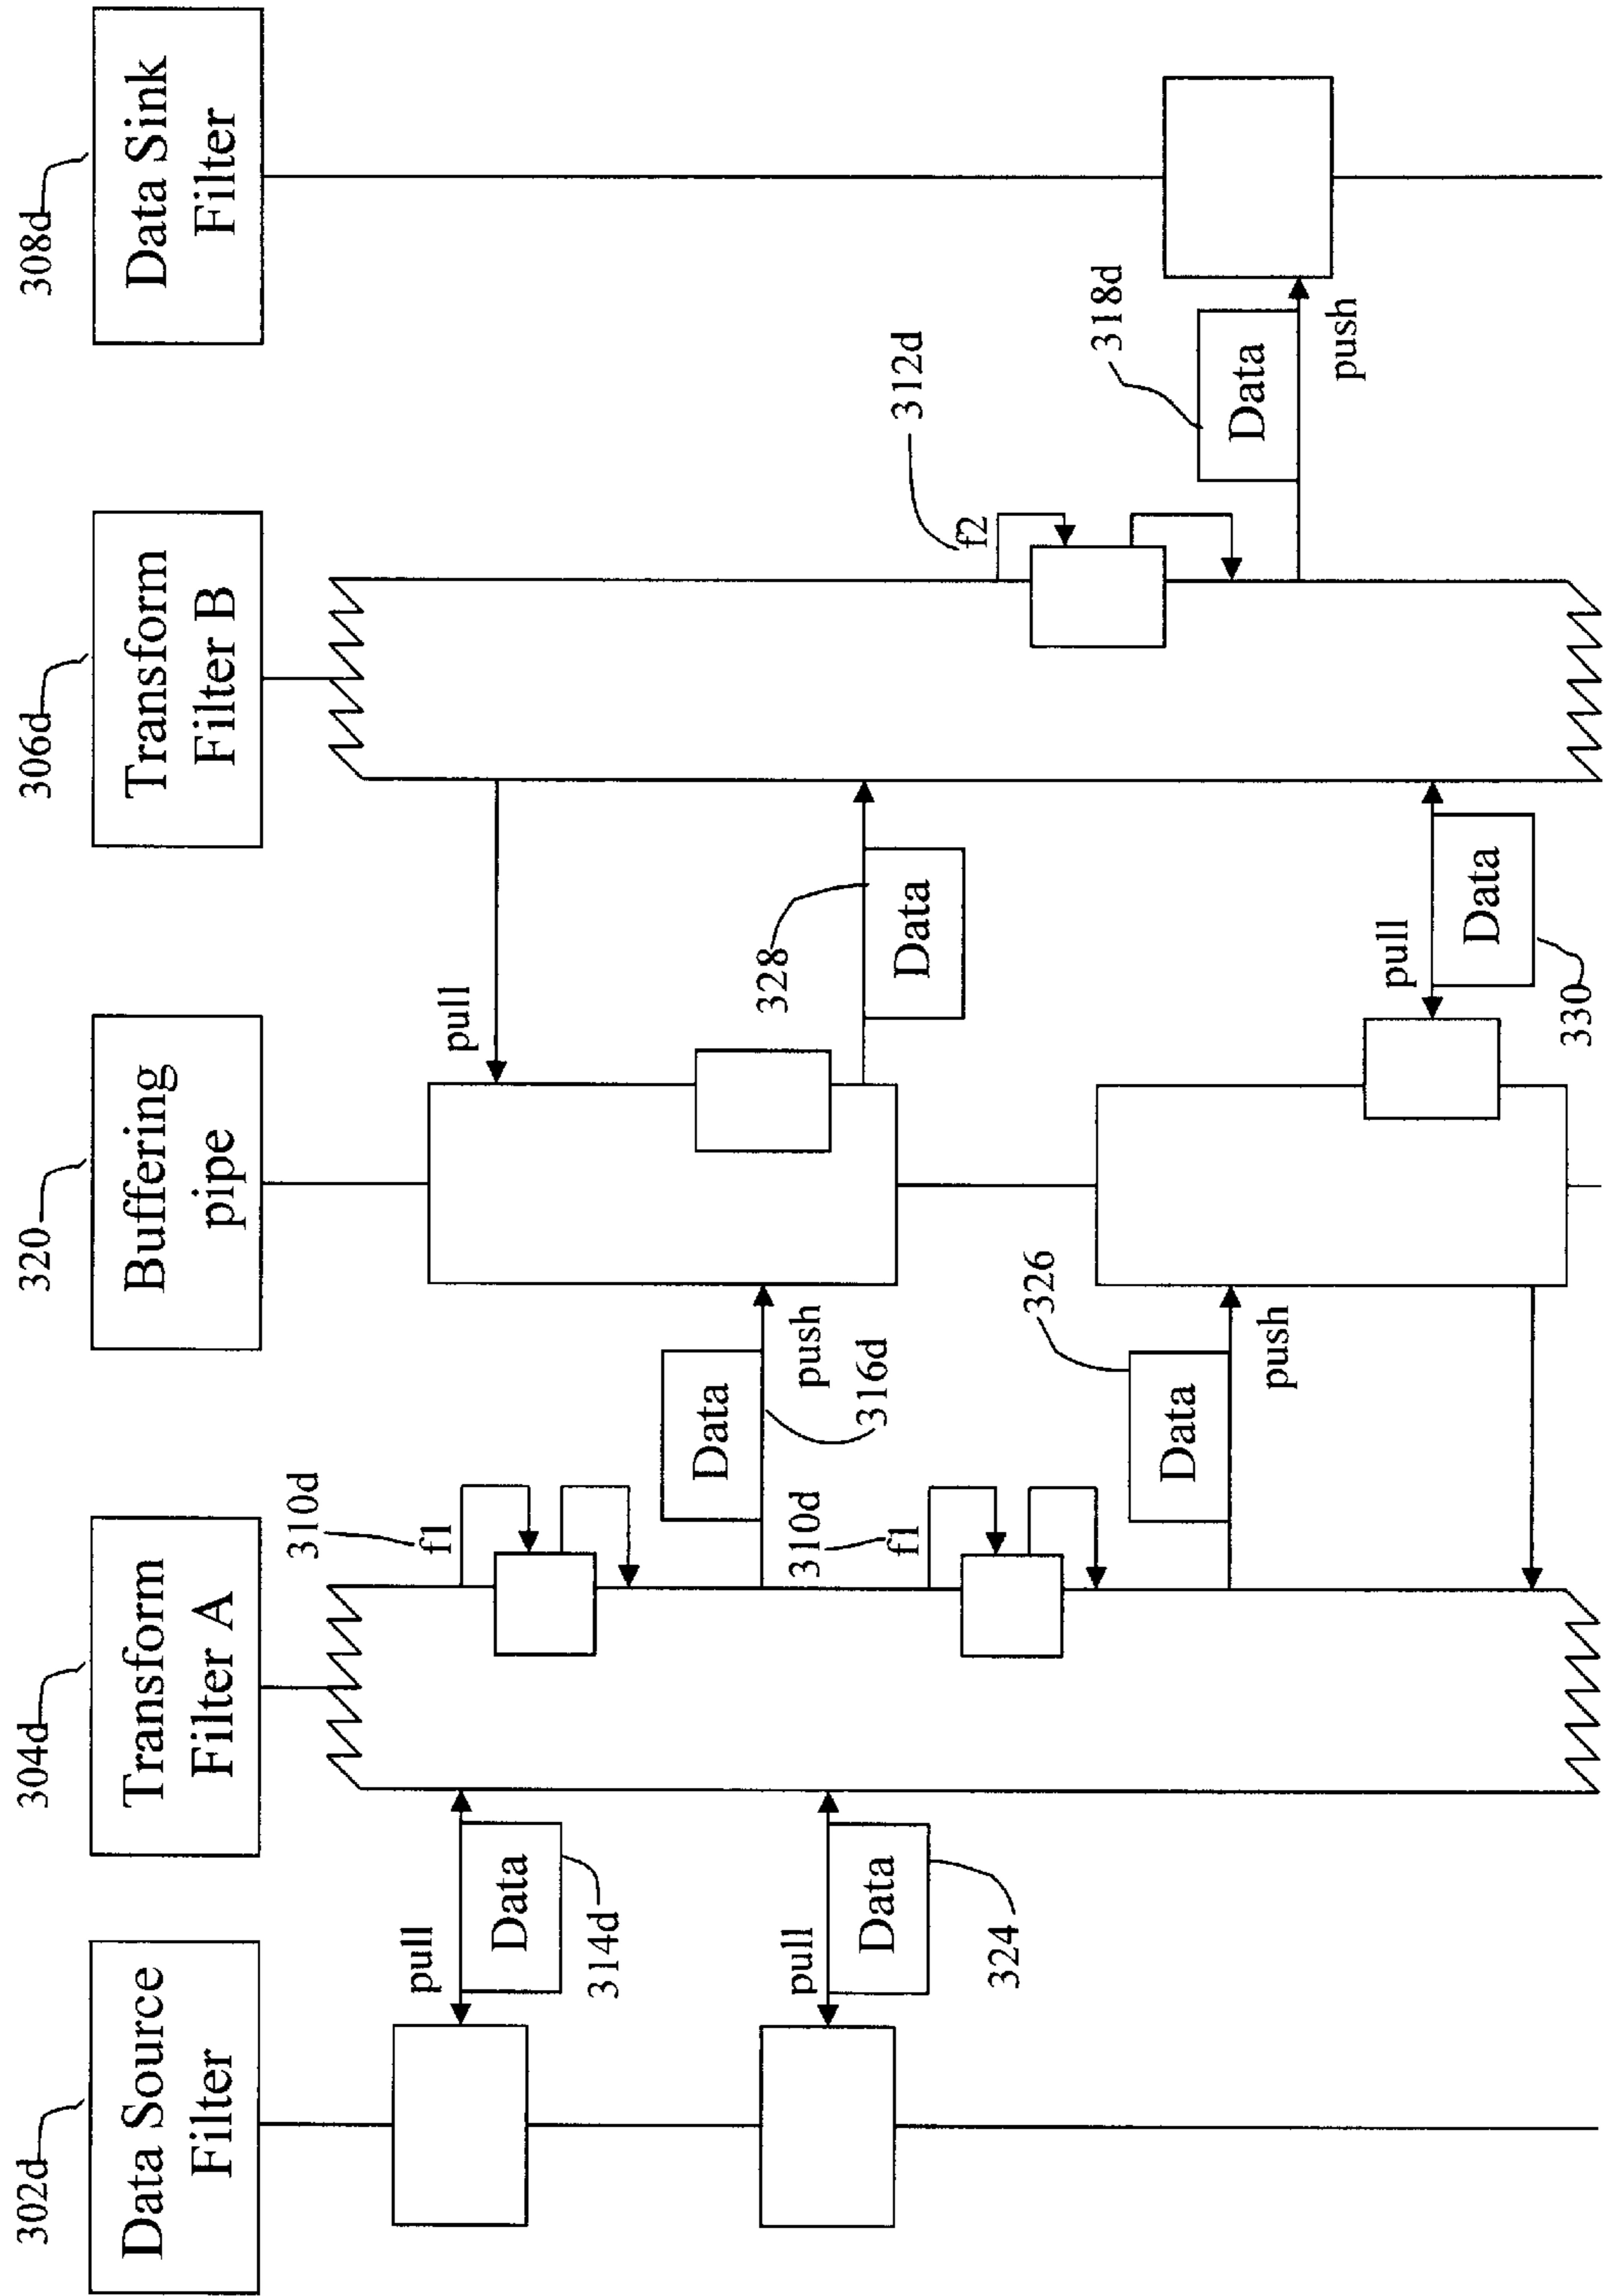 302d
304d
320
306d
308d
Data Source
Filter
Transform
Filter A
Buffering
pipe
Transform
Filter B
Data Sink
Filter
pull
Data
314d
f1
310d
pull
push
Data
316d
328
Data
pull
Data
324
f1
310d
f2
312d
Data
326
push
Data
318d
push
pull
Data
330